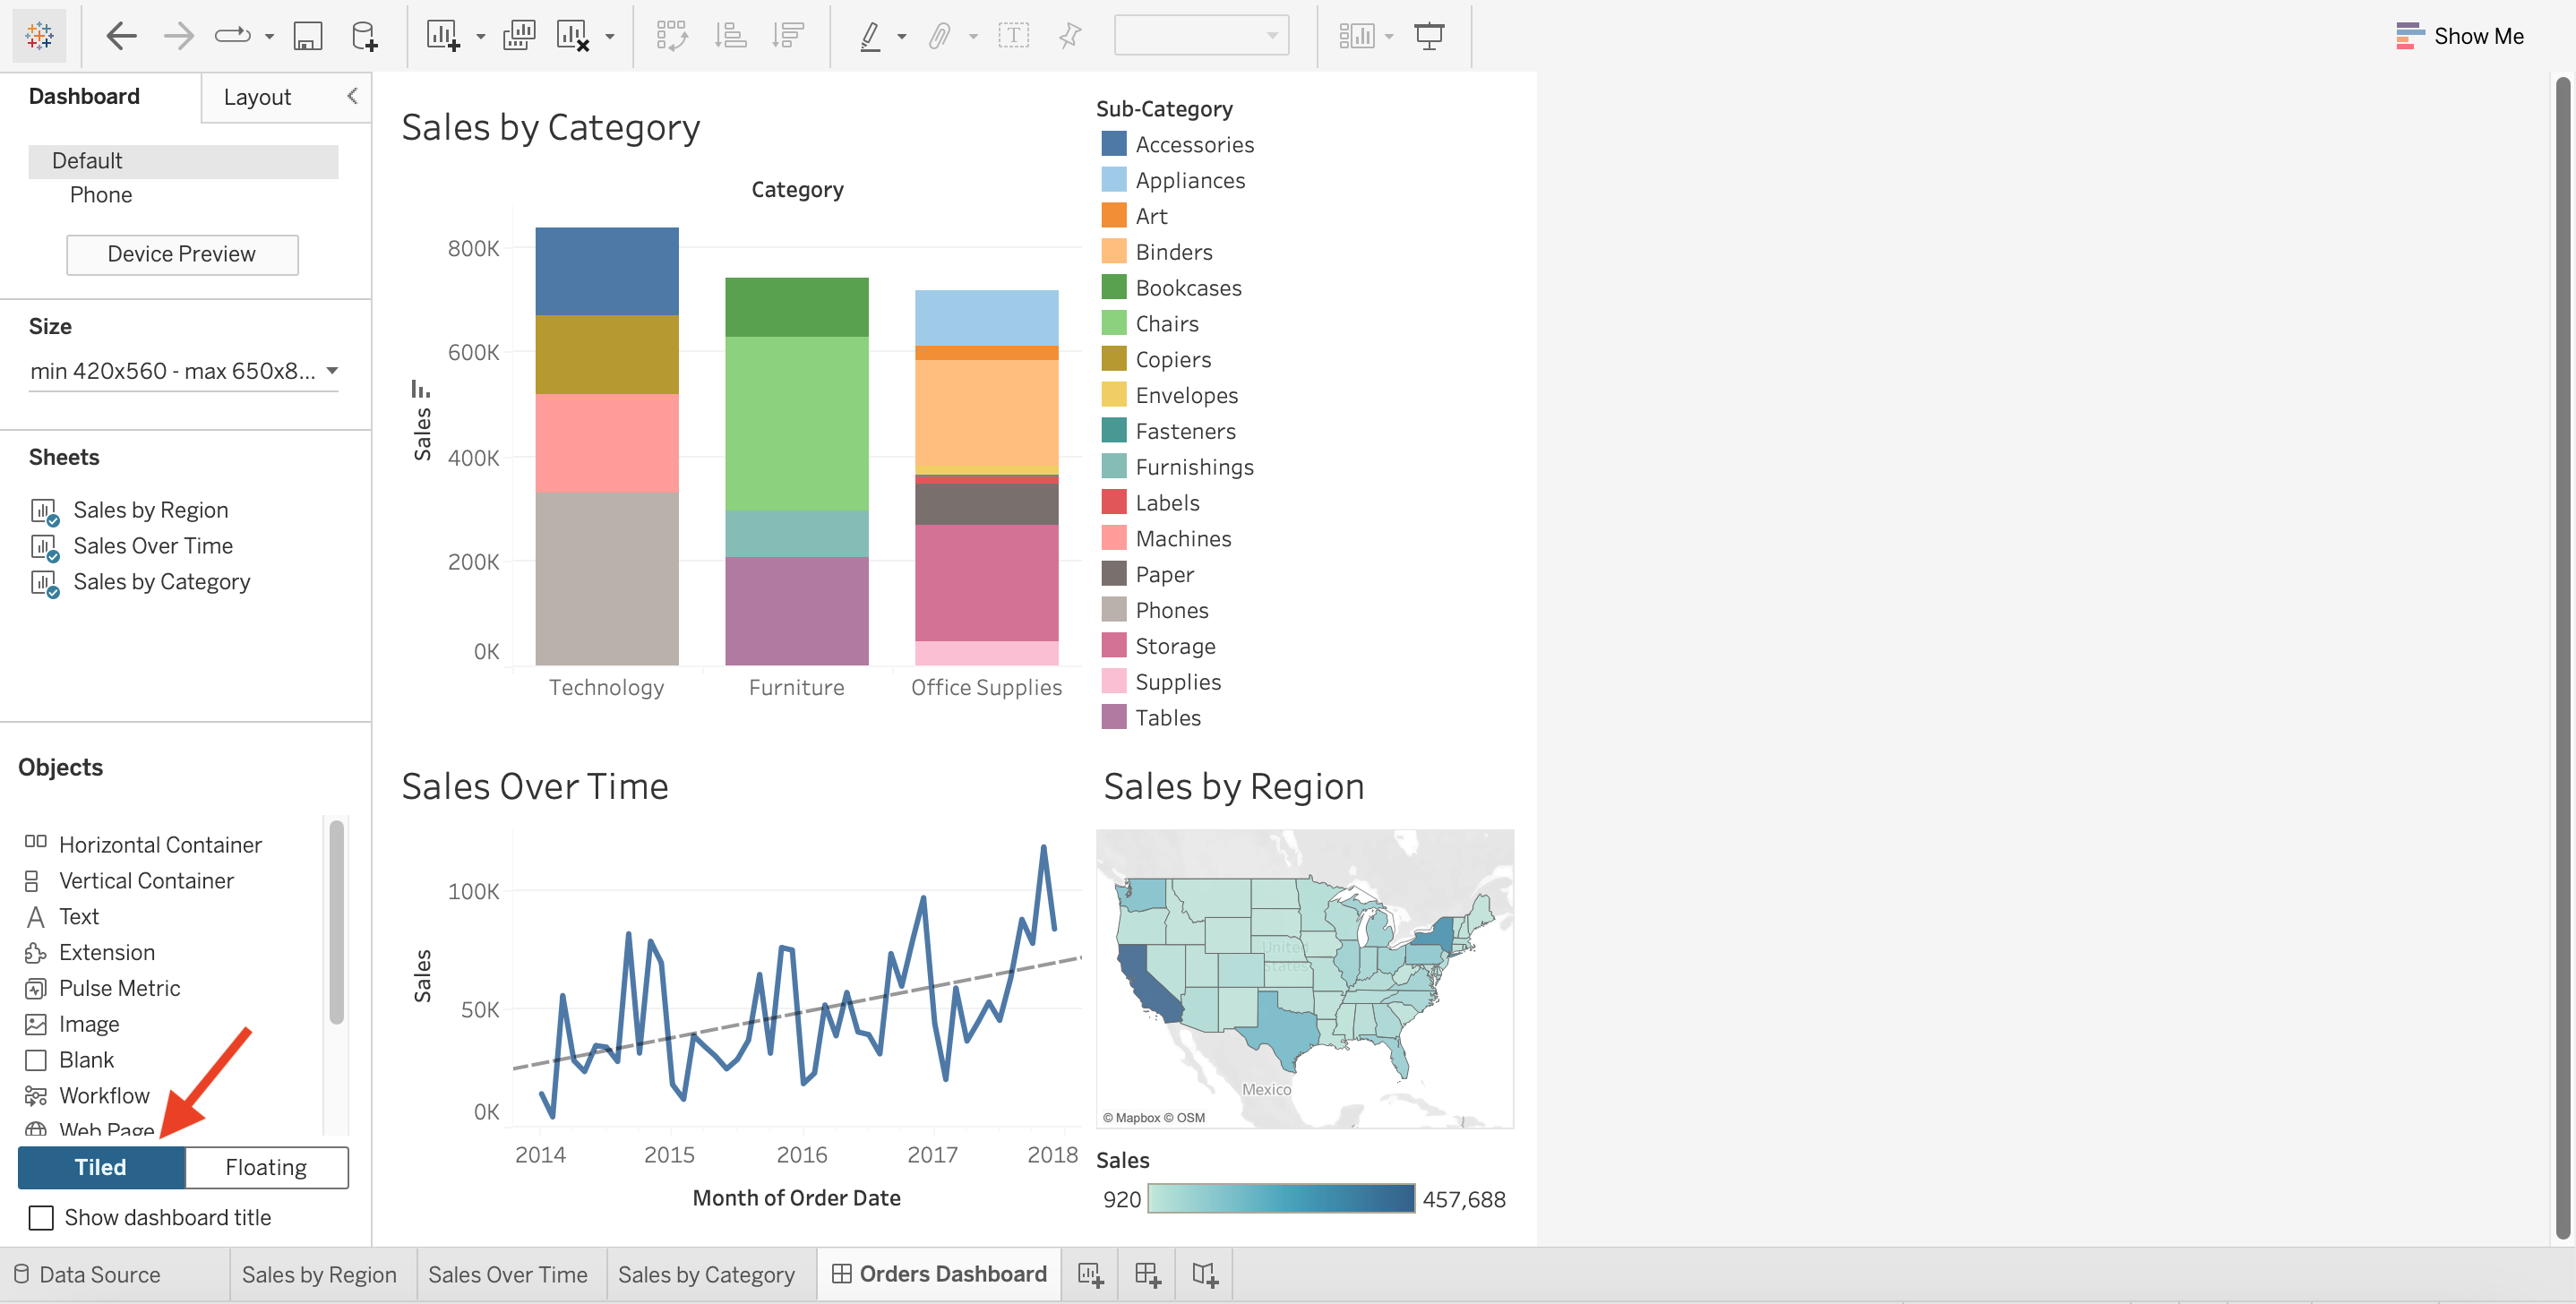 Show Me
Dashboard
Layout
Default
Phone
Device Preview
Size
min 420x560 - max 650x8...
Sheets
Sales by Region
Sales Over Time
Sales by Category
Objects
Horizontal Container
Vertical Container
Text
Extension
Pulse Metric
Image
Blank
Workflow
Web Page
Tiled
Floating
Show dashboard title
Sales by Category
Category
800K
600K
400K
200K
0K
Sales
Technology
Furniture
Office Supplies
Sub-Category
Accessories
Appliances
Art
Binders
Bookcases
Chairs
Copiers
Envelopes
Fasteners
Furnishings
Labels
Machines
Paper
Phones
Storage
Supplies
Tables
Sales Over Time
100K
50K
0K
Sales
2014
2015
2016
2017
2018
Month of Order Date
Sales by Region
United
States
Mexico
© Mapbox © OSM
Sales
920
457,688
Data Source
Sales by Region
Sales Over Time
Sales by Category
Orders Dashboard